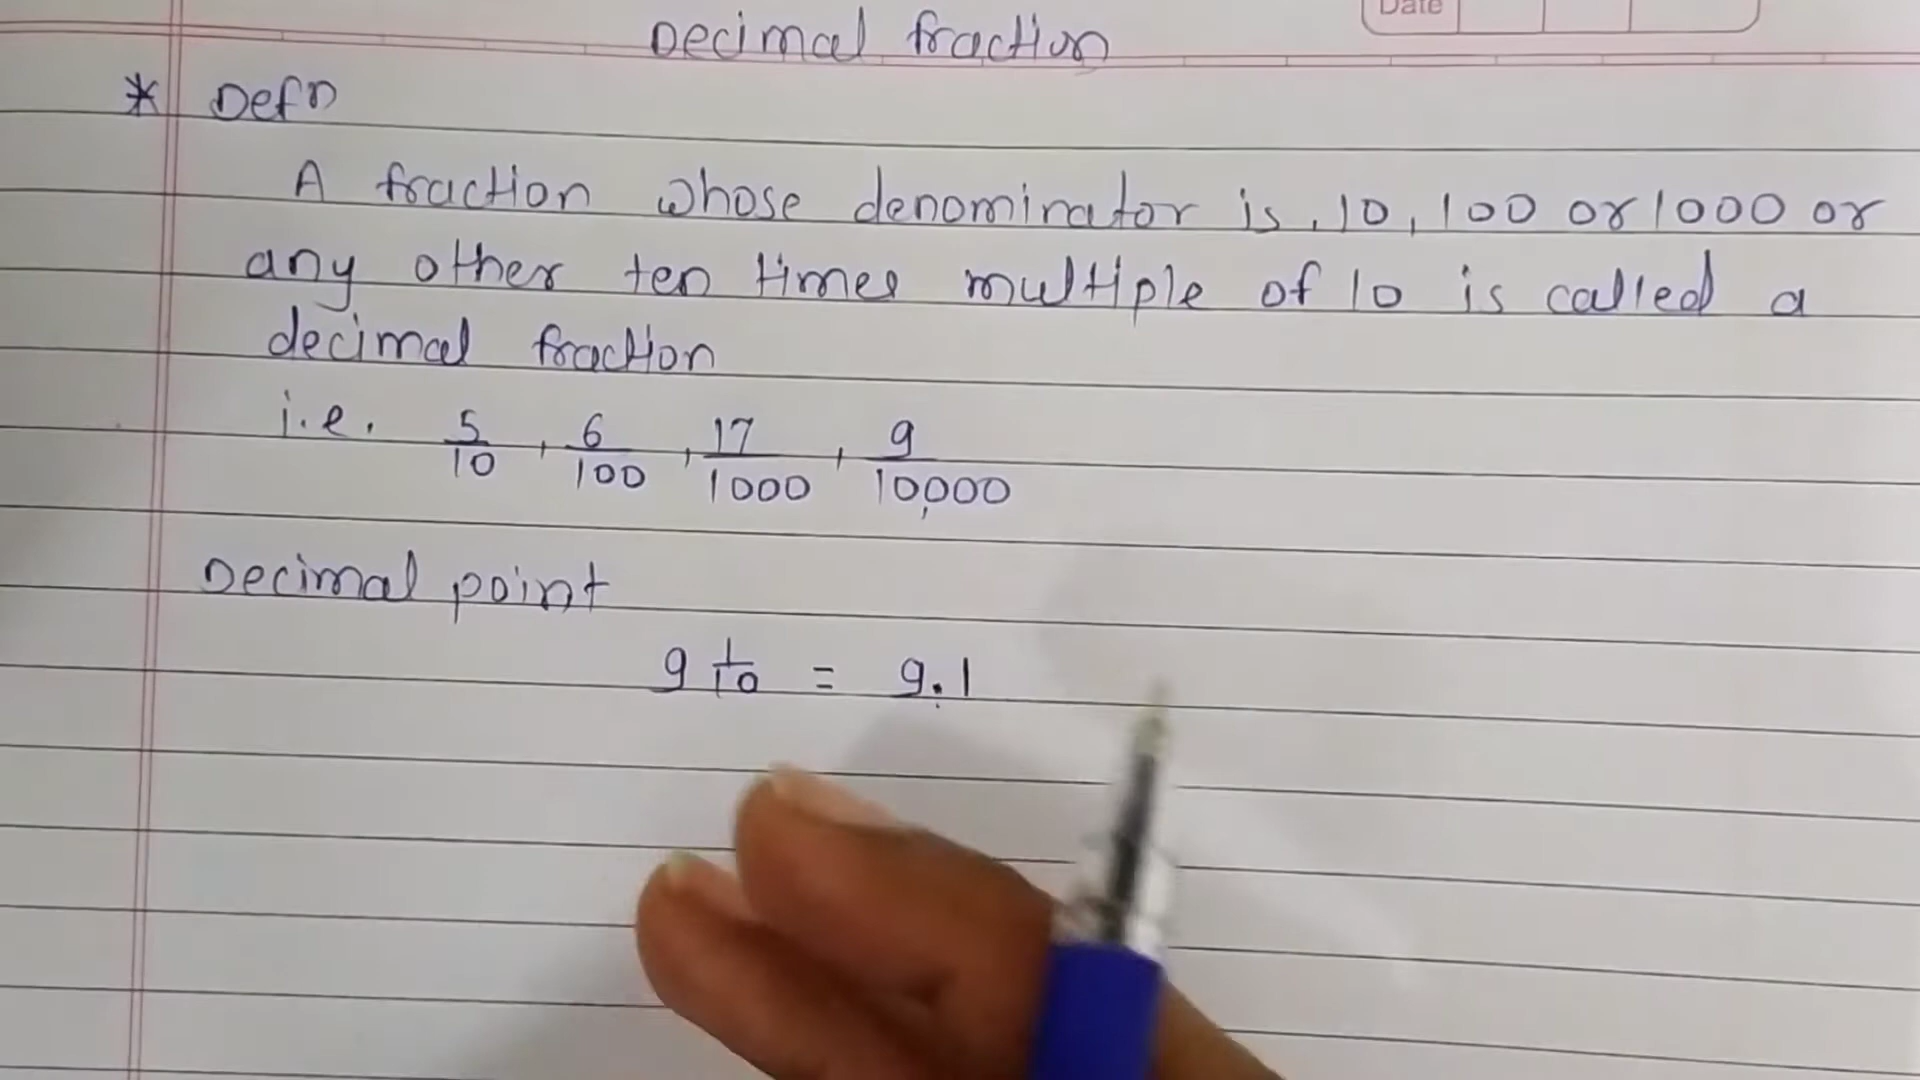 Date
Decimal fraction
* Defn
A fraction whose denominator is, 10, 100 or 1000 or
any other ten times multiple of 10 is called a
decimal fraction
i.e. 5/10, 6/100, 17/1000, 9/10,000
Decimal point
9 1/10 = 9.1